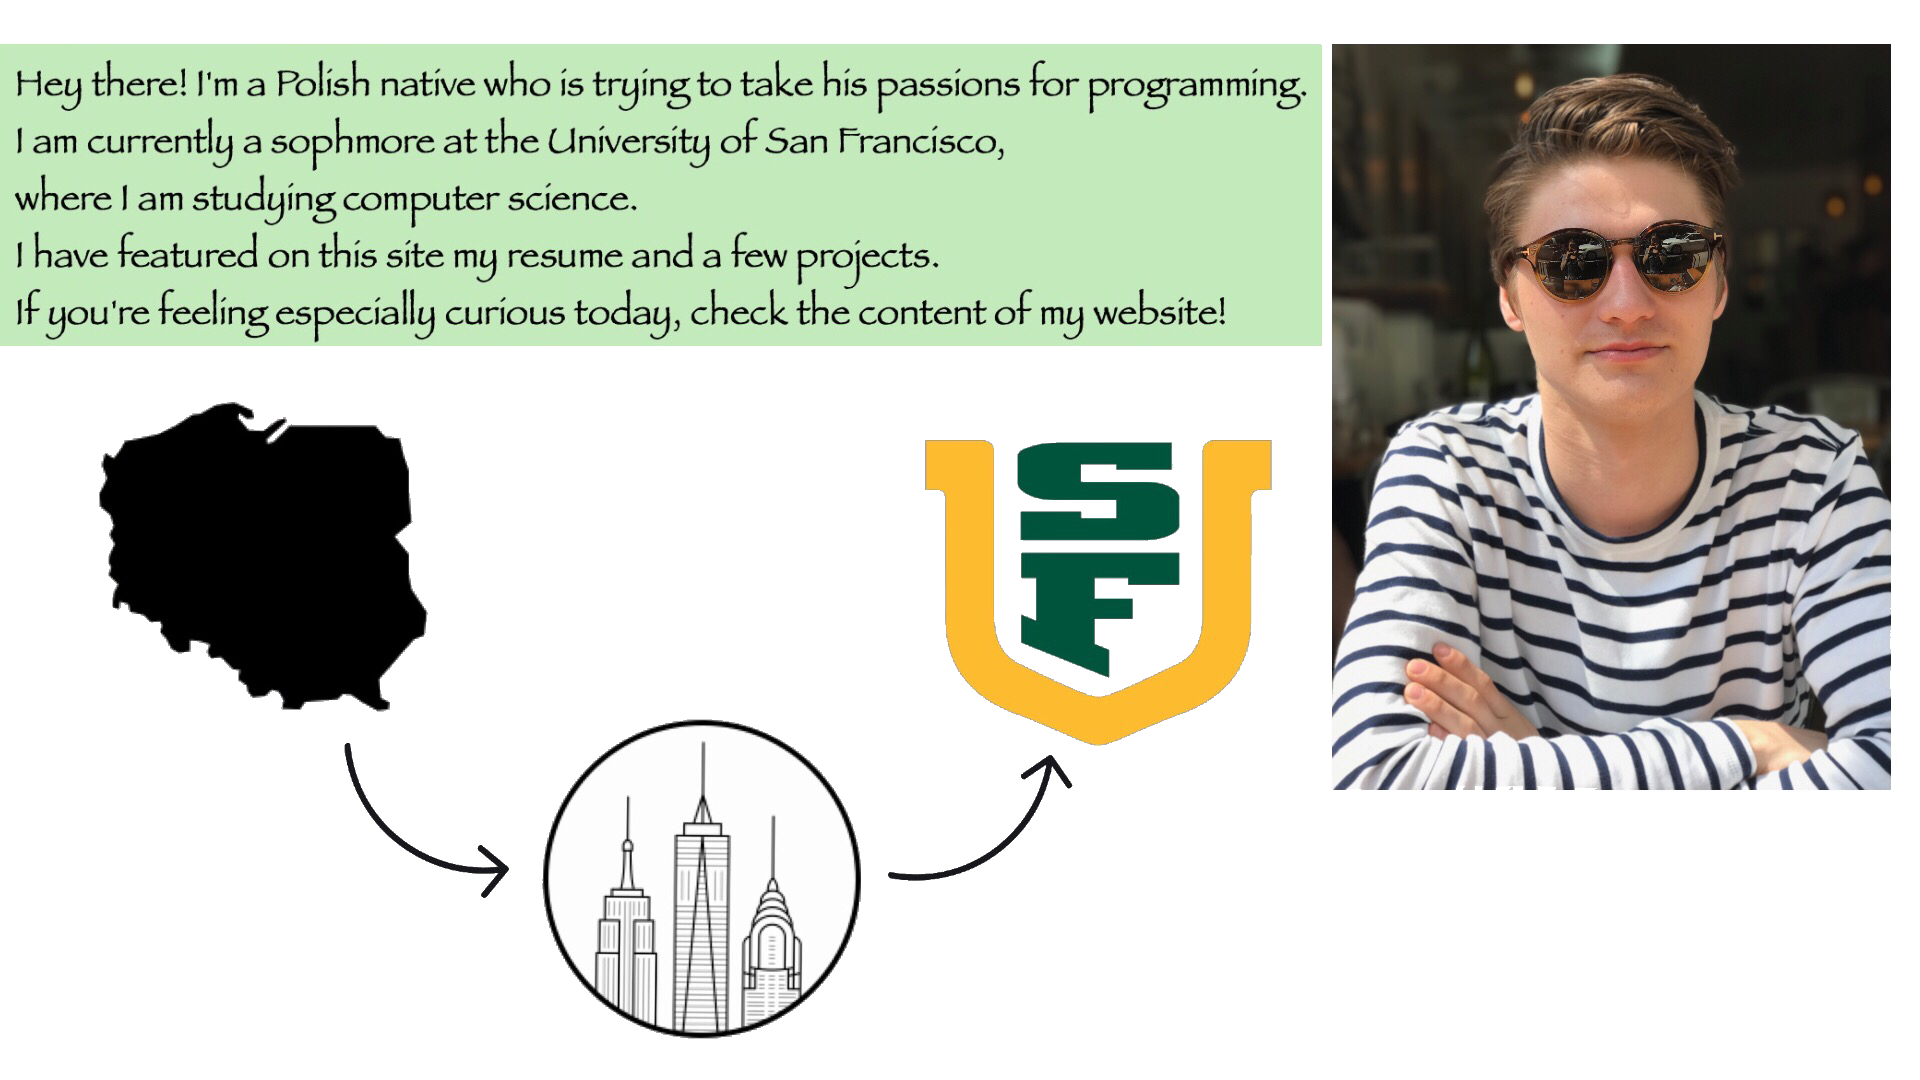 Hey there! I'm a Polish native who is trying to take his passions for programming.
I am currently a sophmore at the University of San Francisco,
where I am studying computer science.
I have featured on this site my resume and a few projects.
If you're feeling especially curious today, check the content of my website!
U
SF